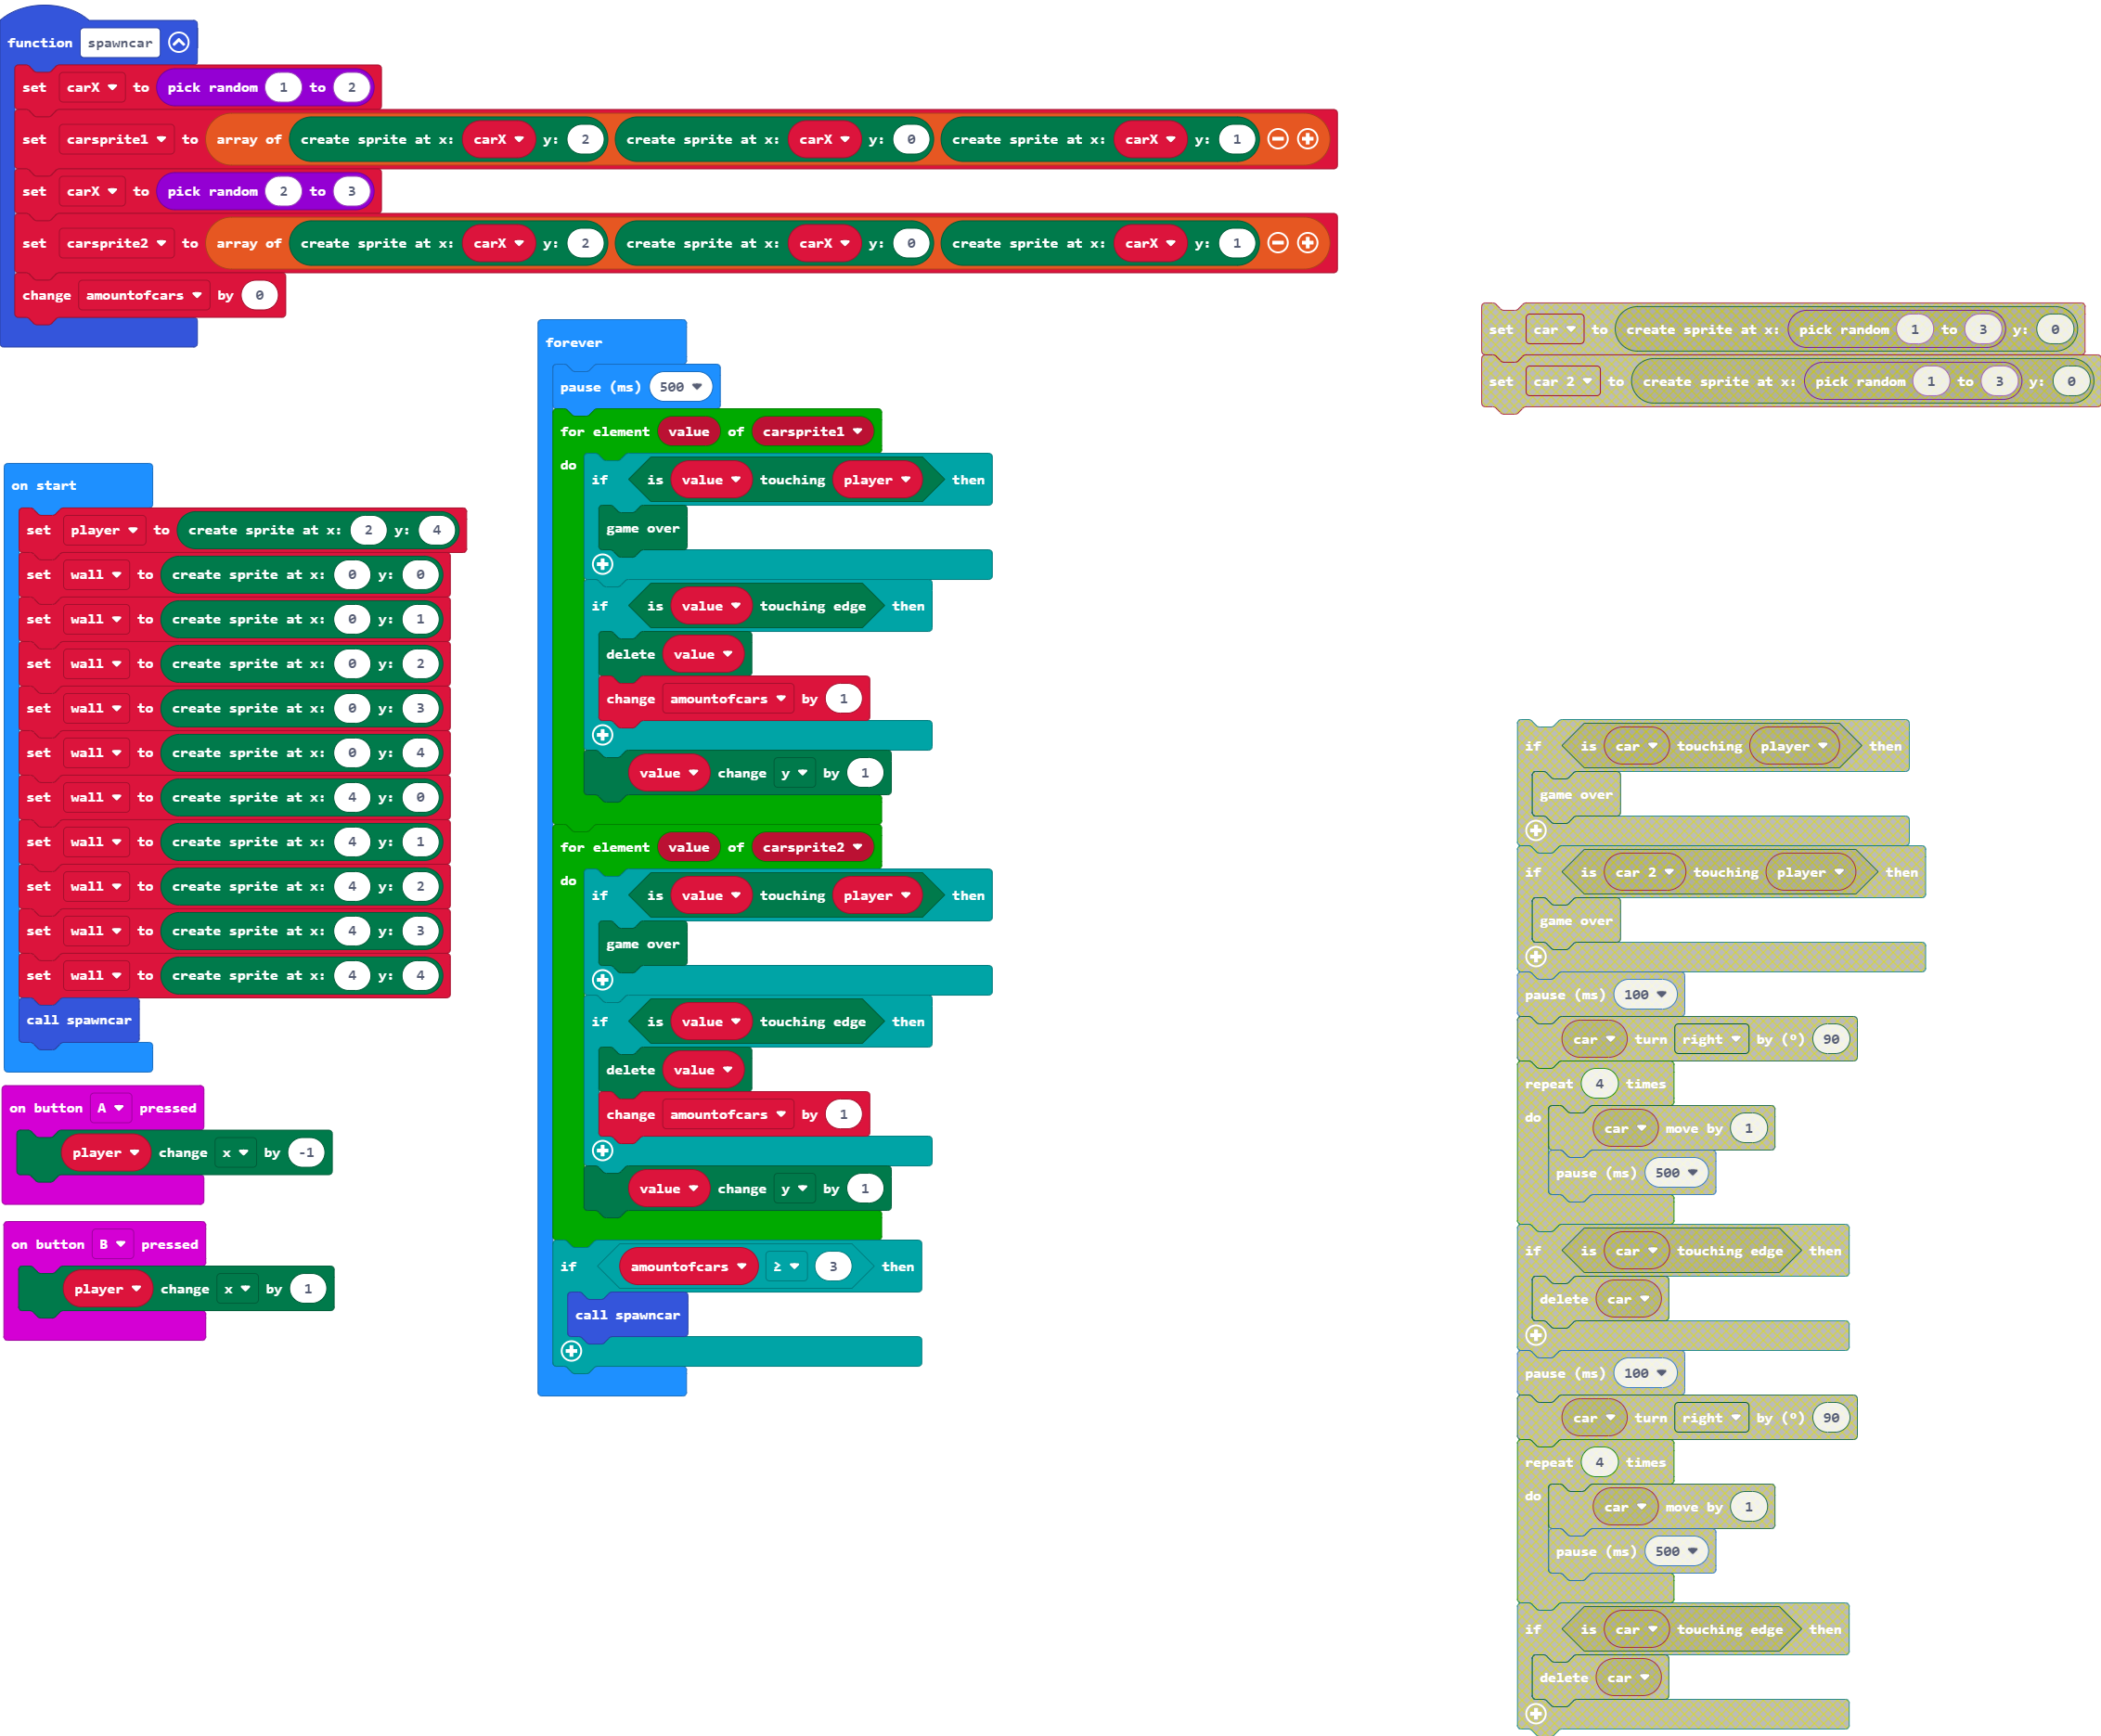 function spawncar
set carX to pick random 1 to 2
set carsprite1 to array of create sprite at x: carX y: 2 create sprite at x: carX y: 0 create sprite at x: carX y: 1
set carX to pick random 2 to 3
set carsprite2 to array of create sprite at x: carX y: 2 create sprite at x: carX y: 0 create sprite at x: carX y: 1
change amountofcars by 0
on start
set player to create sprite at x: 2 y: 4
set wall to create sprite at x: 0 y: 0
set wall to create sprite at x: 0 y: 1
set wall to create sprite at x: 0 y: 2
set wall to create sprite at x: 0 y: 3
set wall to create sprite at x: 0 y: 4
set wall to create sprite at x: 4 y: 0
set wall to create sprite at x: 4 y: 1
set wall to create sprite at x: 4 y: 2
set wall to create sprite at x: 4 y: 3
set wall to create sprite at x: 4 y: 4
call spawncar
on button A pressed
player change x by -1
on button B pressed
player change x by 1
forever
pause (ms) 500
for element value of carsprite1
do
if is value touching player then
game over
if is value touching edge then
delete value
change amountofcars by 1
value change y by 1
for element value of carsprite2
do
if is value touching player then
game over
if is value touching edge then
delete value
change amountofcars by 1
value change y by 1
if amountofcars ≥ 3 then
call spawncar
set car to create sprite at x: pick random 1 to 3 y: 0
set car 2 to create sprite at x: pick random 1 to 3 y: 0
if is car touching player then
game over
if is car 2 touching player then
game over
pause (ms) 100
car turn right by (°) 90
repeat 4 times
do
car move by 1
pause (ms) 500
if is car touching edge then
delete car
pause (ms) 100
car turn right by (°) 90
repeat 4 times
do
car move by 1
pause (ms) 500
if is car touching edge then
delete car